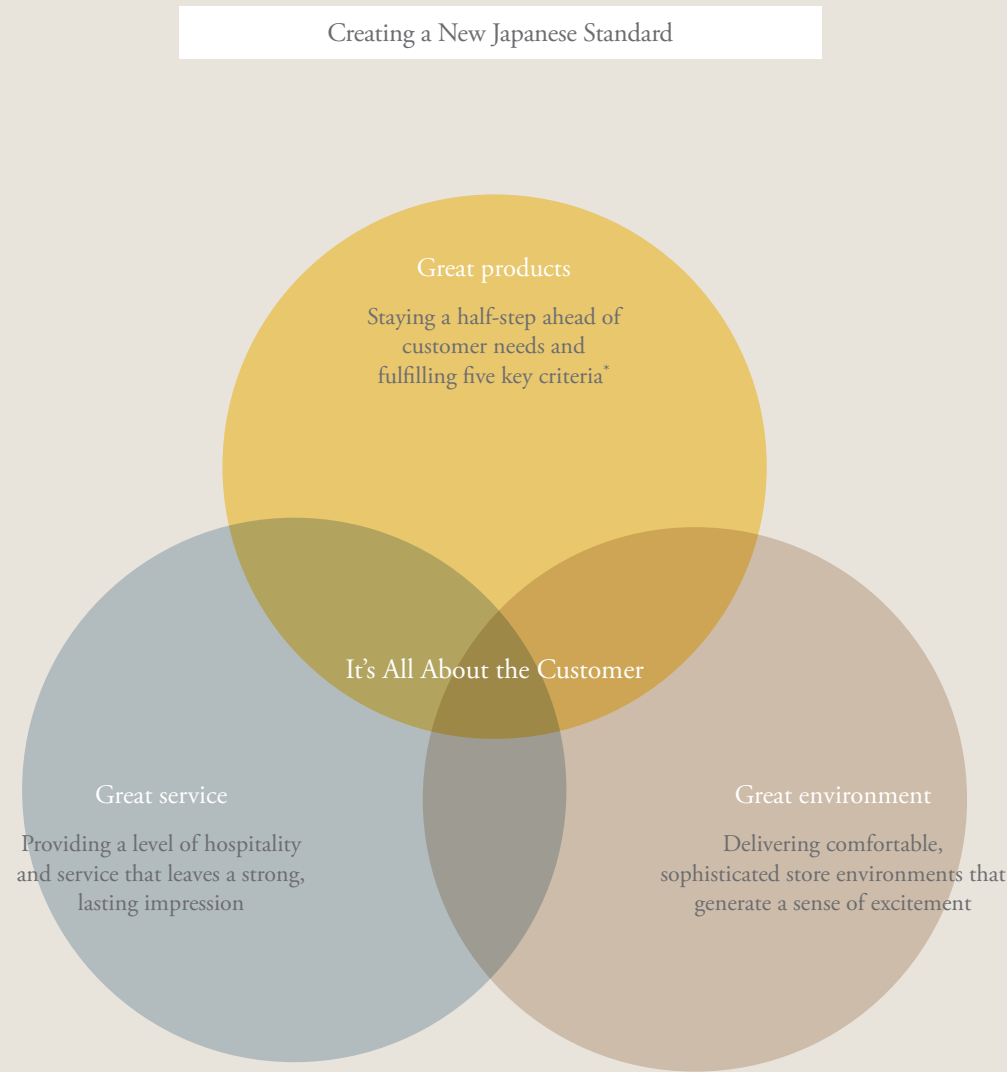 Creating a New Japanese Standard
Great products
Staying a half-step ahead of
customer needs and
fulfilling five key criteria*
It’s All About the Customer
Great service
Providing a level of hospitality
and service that leaves a strong,
lasting impression
Great environment
Delivering comfortable,
sophisticated store environments that
generate a sense of excitement